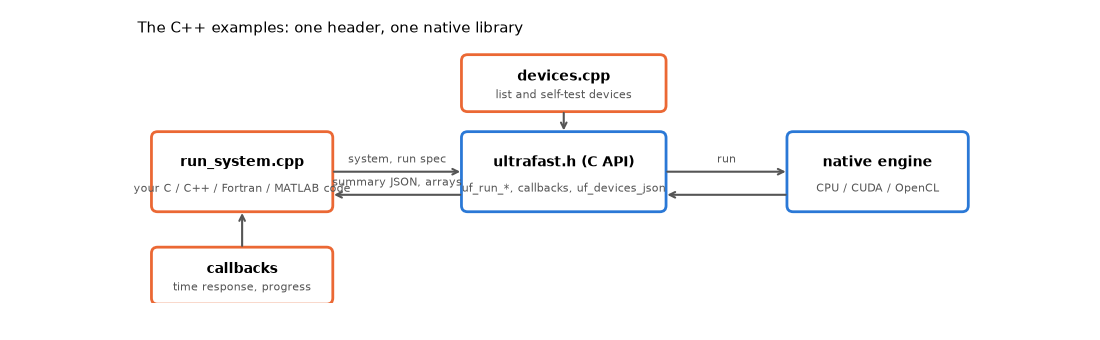 The C++ examples: one header, one native library
devices.cpp
list and self-test devices
run_system.cpp
your C / C++ / Fortran / MATLAB code
system, run spec
summary JSON, arrays
ultrafast.h (C API)
uf_run_*, callbacks, uf_devices_json
run
native engine
CPU / CUDA / OpenCL
callbacks
time response, progress